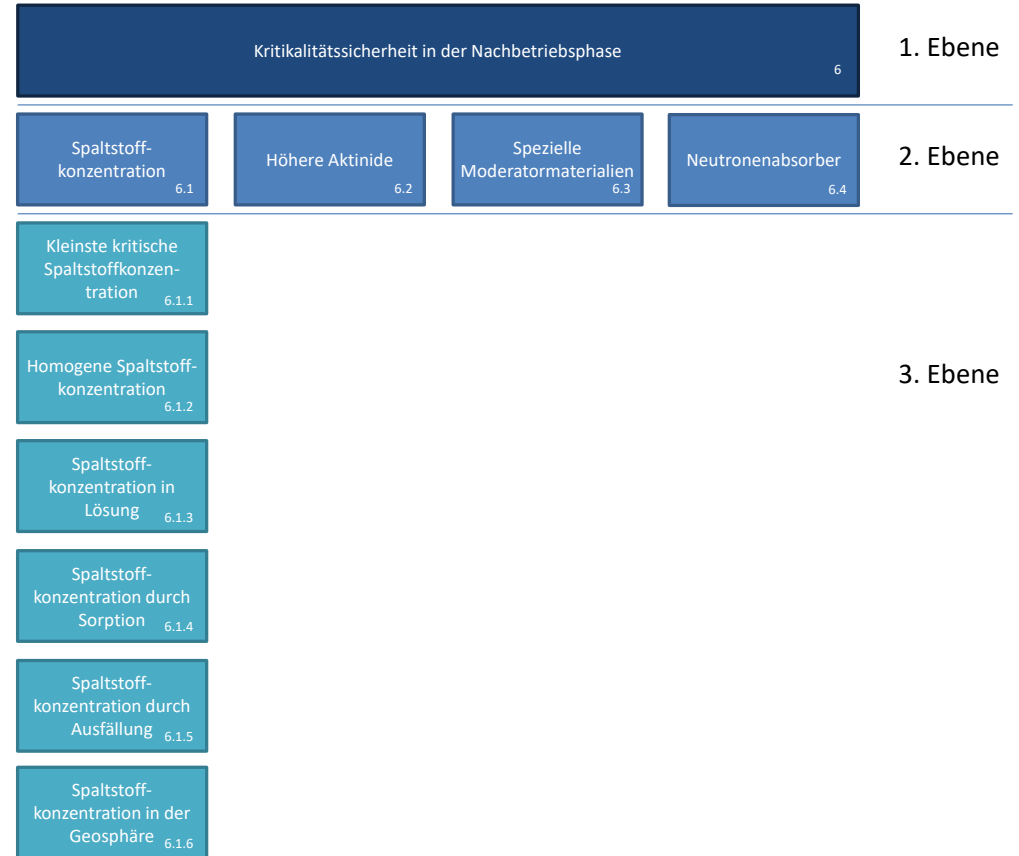 Kritikalitätssicherheit in der Nachbetriebsphase
6
1. Ebene
Spaltstoff-
konzentration
6.1
Höhere Aktinide
6.2
Spezielle
Moderatormaterialien
6.3
Neutronenabsorber
6.4
2. Ebene
Kleinste kritische
Spaltstoffkonzen-
tration
6.1.1
Homogene Spaltstoff-
konzentration
6.1.2
3. Ebene
Spaltstoff-
konzentration in
Lösung
6.1.3
Spaltstoff-
konzentration durch
Sorption
6.1.4
Spaltstoff-
konzentration durch
Ausfällung
6.1.5
Spaltstoff-
konzentration in der
Geosphäre
6.1.6